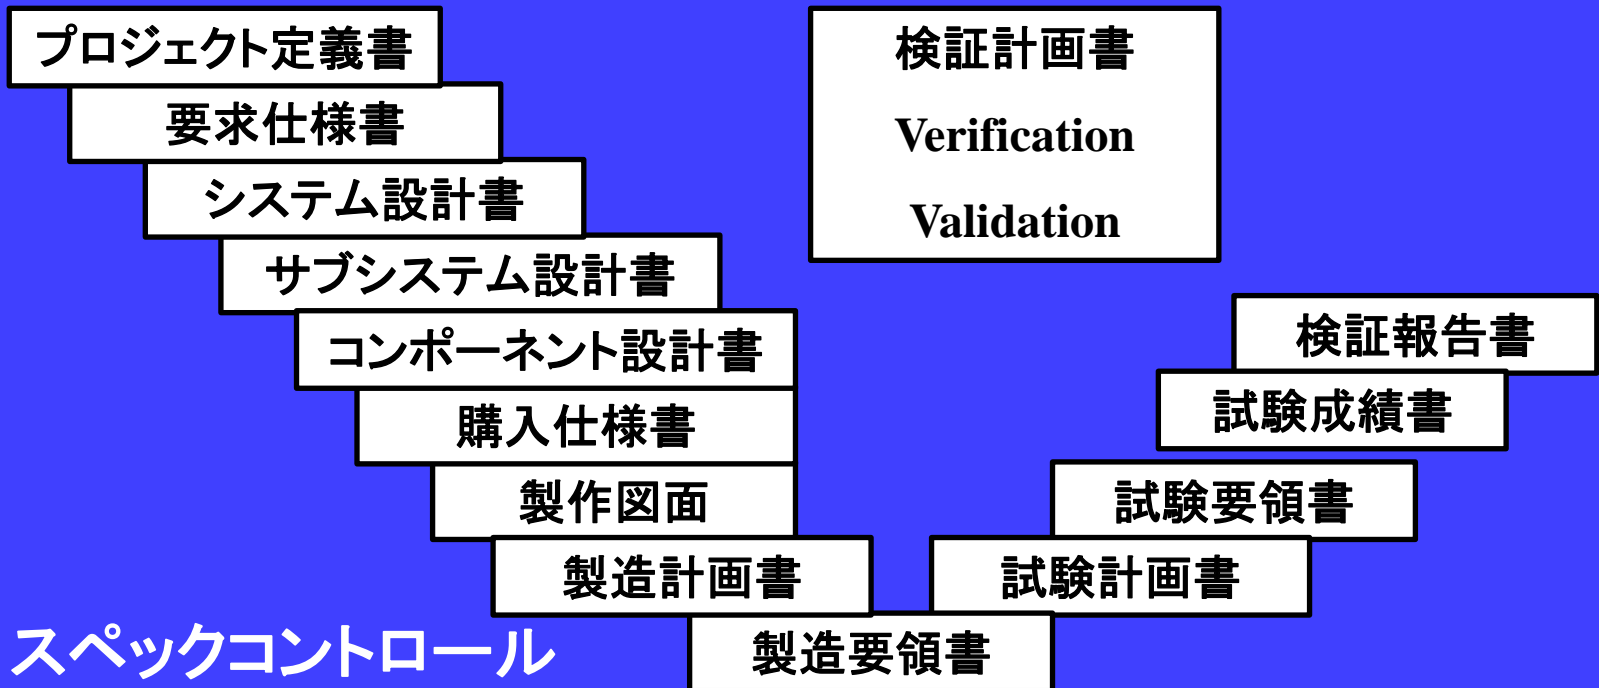 プロジェクト定義書
要求仕様書
システム設計書
サブシステム設計書
コンポーネント設計書
購入仕様書
製作図面
製造計画書
製造要領書
検証計画書
Verification
Validation
検証報告書
試験成績書
試験要領書
試験計画書
スペックコントロール